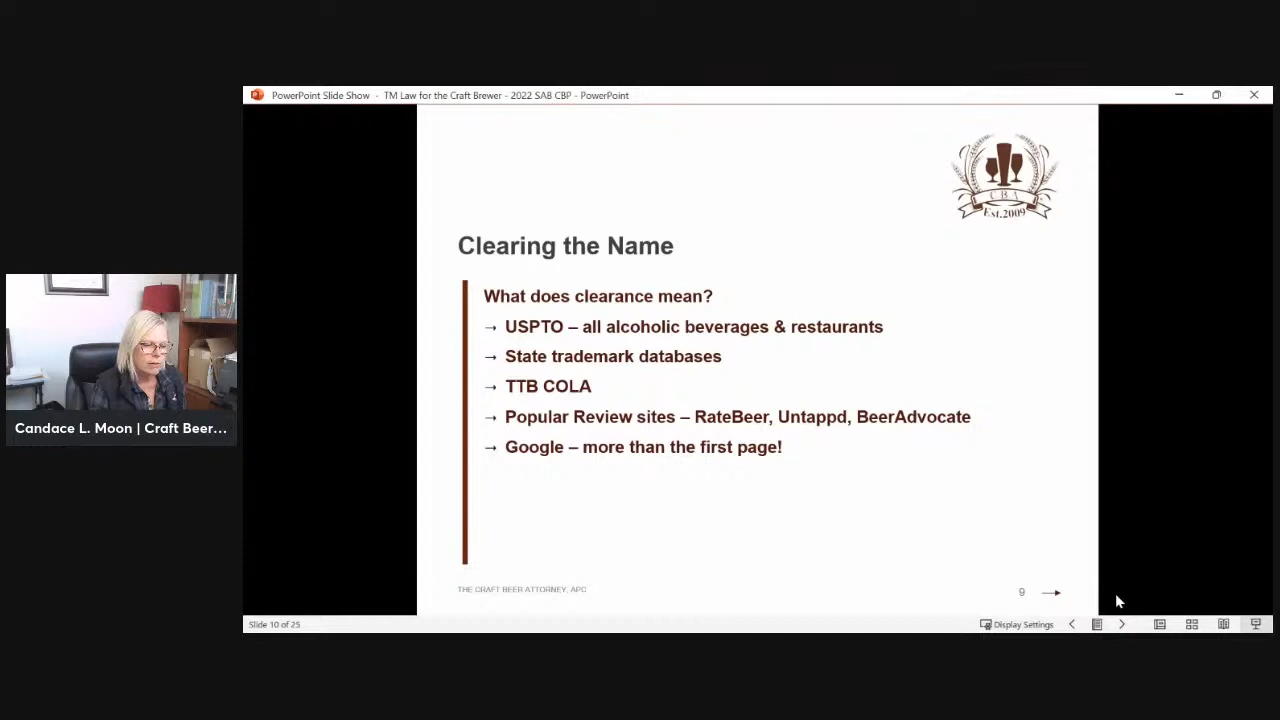 PowerPoint Slide Show - TM Law for the Craft Brewer - 2022 SAB CBP - PowerPoint
CBA
Est.2009
Clearing the Name
What does clearance mean?
→ USPTO – all alcoholic beverages & restaurants
→ State trademark databases
→ TTB COLA
→ Popular Review sites – RateBeer, Untappd, BeerAdvocate
→ Google – more than the first page!
Candace L. Moon | Craft Beer...
THE CRAFT BEER ATTORNEY, APC
9
Slide 10 of 25
Display Settings